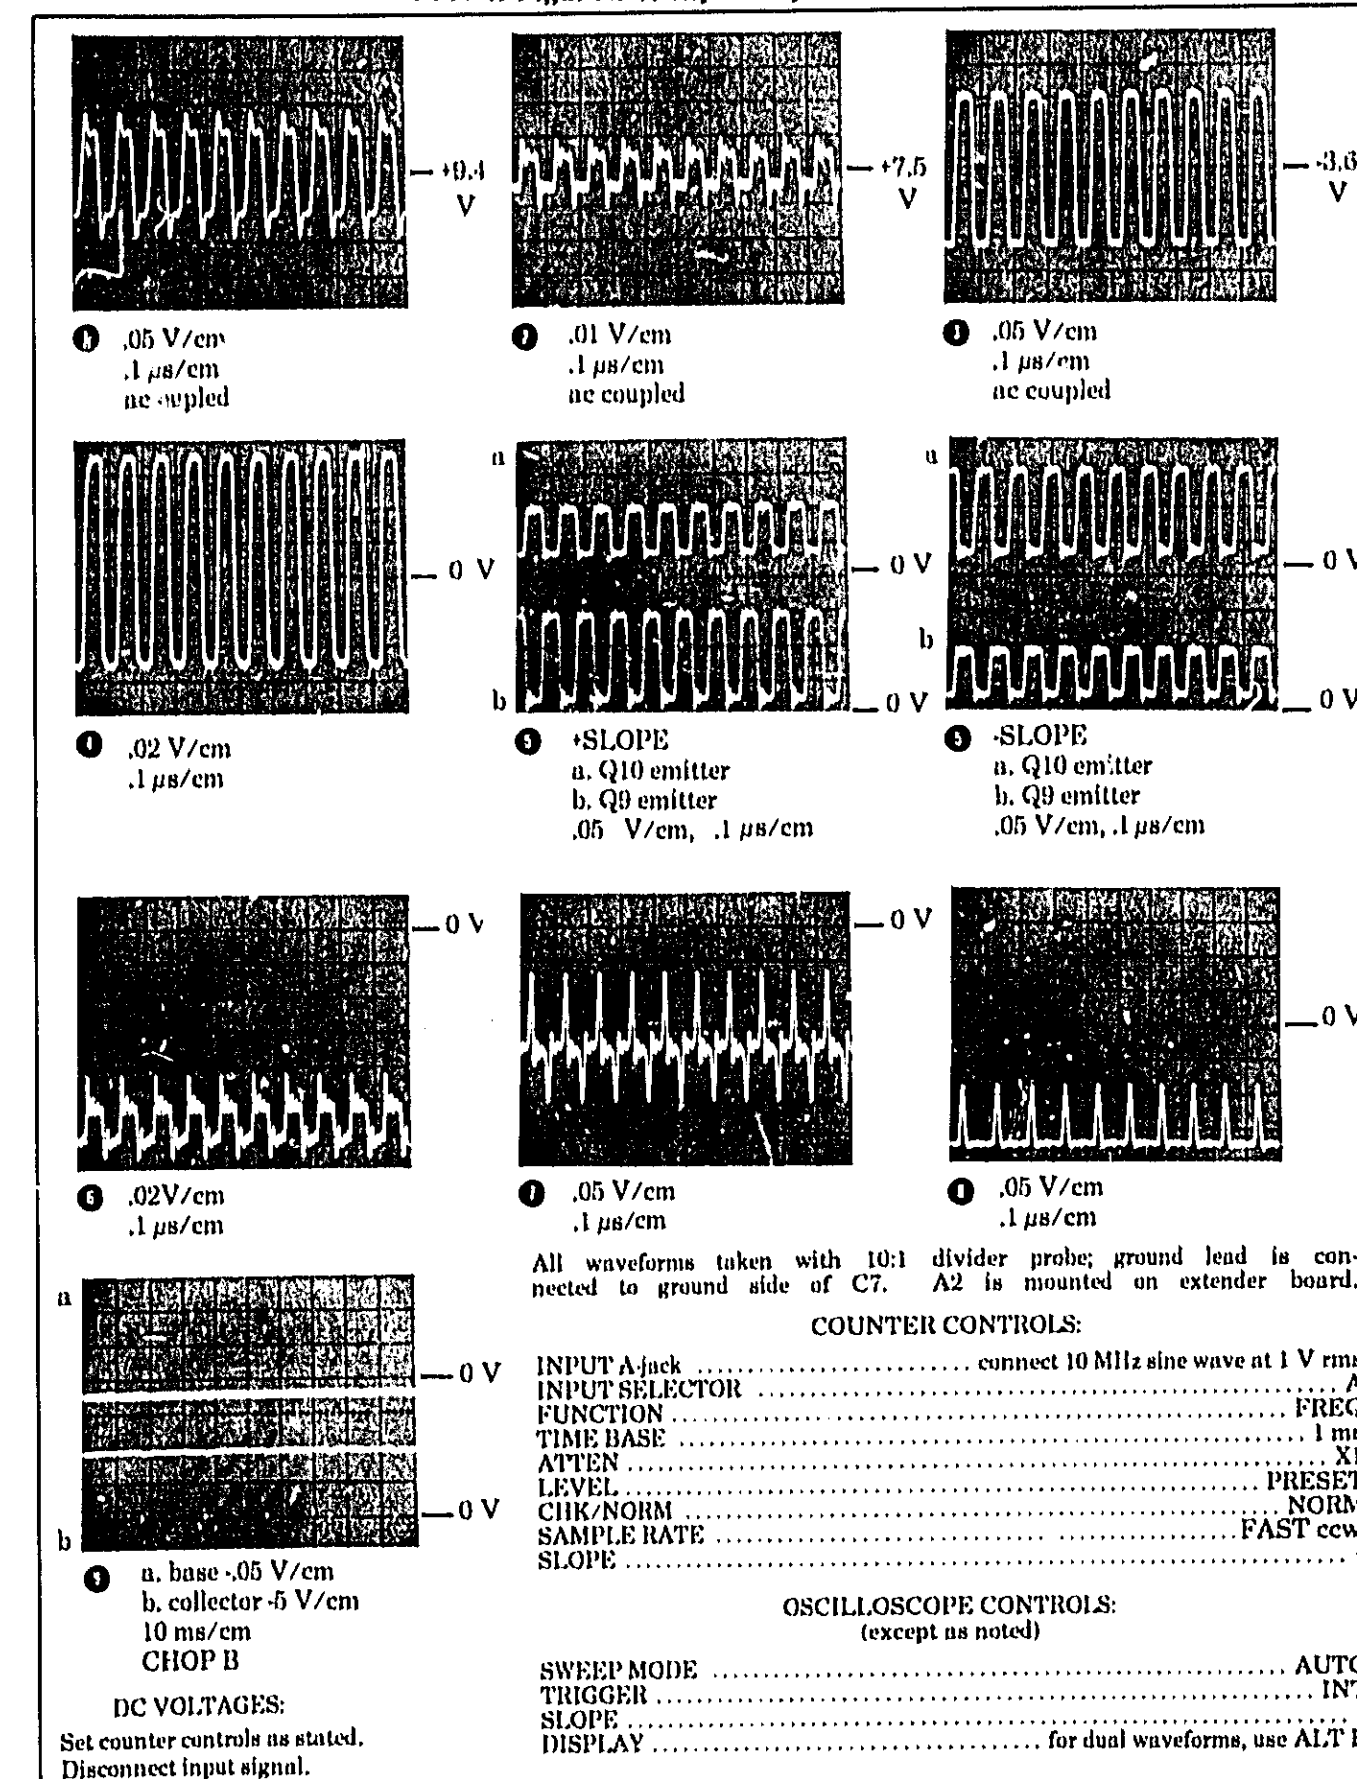 V
+7.5
V
-3.6
V
.05 V/cm
.1 μs/cm
.01 V/cm
.1 μs/cm
ac coupled
.05 V/cm
.1 μs/cm
ac coupled
a
a
0 V
0 V
0 V
b
b
0 V
0 V
.02 V/cm
.1 μs/cm
+SLOPE
a. Q10 emitter
b. Q9 emitter
.05 V/cm, .1 μs/cm
-SLOPE
a. Q10 emitter
b. Q9 emitter
.05 V/cm, .1 μs/cm
0 V
0 V
0 V
.02V/cm
.1 μs/cm
.05 V/cm
.1 μs/cm
.05 V/cm
.1 μs/cm
All waveforms taken with 10:1 divider probe; ground lead is con-
nected to ground side of C7. A2 is mounted on extender board.
a
0 V
0 V
b
a. base -.05 V/cm
b. collector -5 V/cm
10 ms/cm
CHOP B
DC VOLTAGES:
Set counter controls as stated.
Disconnect input signal.
COUNTER CONTROLS:
INPUT A-jack ........ connect 10 MHz sine wave at 1 V rms
INPUT SELECTOR ........ A
FUNCTION ........ FREQ
TIME BASE ........ 1
ATTEN ........ X1
LEVEL ........ PRESET
CHK/NORM ........ NORM
SAMPLE RATE ........ FAST ccw
SLOPE ........
OSCILLOSCOPE CONTROLS:
(except as noted)
SWEEP MODE ........ AUTO
TRIGGER ........ INT
SLOPE ........
DISPLAY ........ for dual waveforms, use ALT